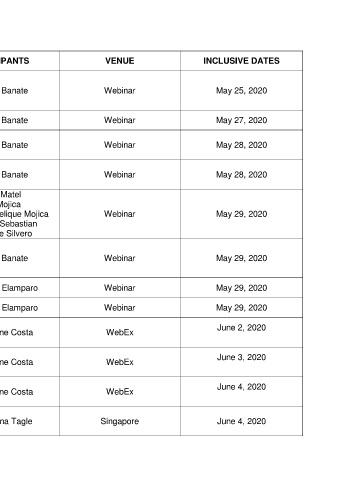 IPANTS VENUE INCLUSIVE DATES
Banate Webinar May 25, 2020
Banate Webinar May 27, 2020
Banate Webinar May 28, 2020
Banate Webinar May 28, 2020
Matel
Mojica
elique Mojica Webinar May 29, 2020
Sebastian
e Silvero
Banate Webinar May 29, 2020
Elamparo Webinar May 29, 2020
Elamparo Webinar May 29, 2020
ne Costa WebEx June 2, 2020
ne Costa WebEx June 3, 2020
ne Costa WebEx June 4, 2020
na Tagle Singapore June 4, 2020